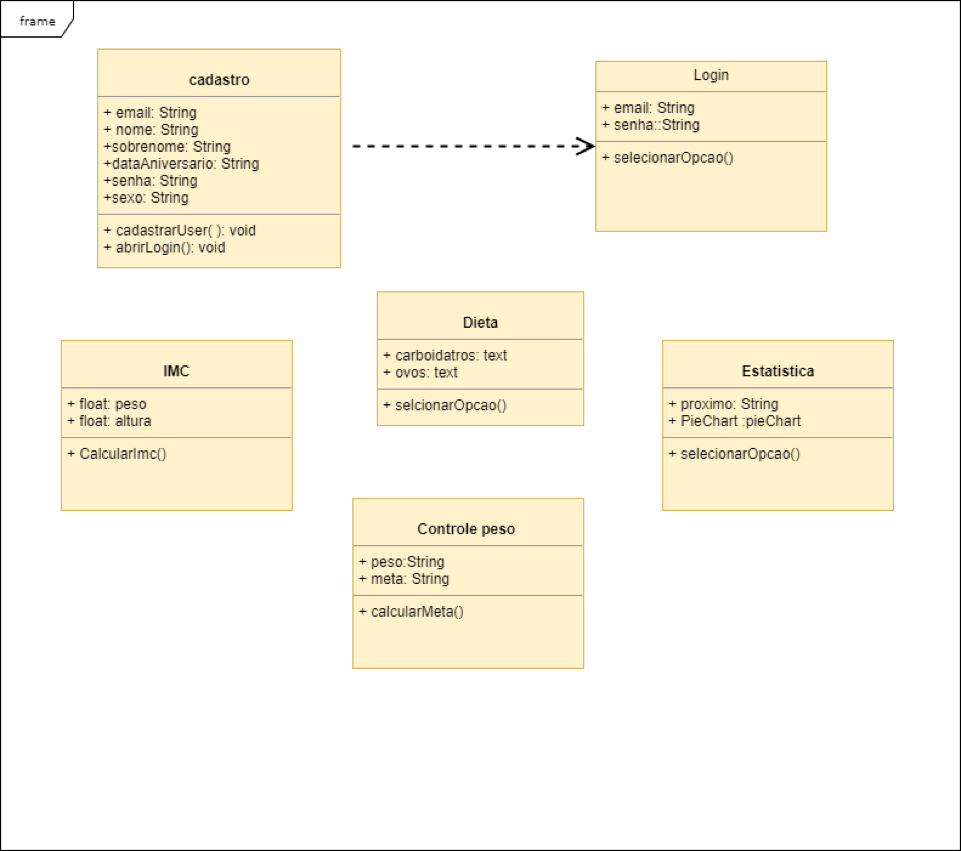 frame
cadastro
+ email: String
+ nome: String
+sobrenome: String
+dataAniversario: String
+senha: String
+sexo: String
+ cadastrarUser( ): void
+ abrirLogin(): void
Login
+ email: String
+ senha::String
+ selecionarOpcao()
Dieta
+ carboidatros: text
+ ovos: text
+ selcionarOpcao()
IMC
+ float: peso
+ float: altura
+ CalcularImc()
Estatistica
+ proximo: String
+ PieChart :pieChart
+ selecionarOpcao()
Controle peso
+ peso:String
+ meta: String
+ calcularMeta()